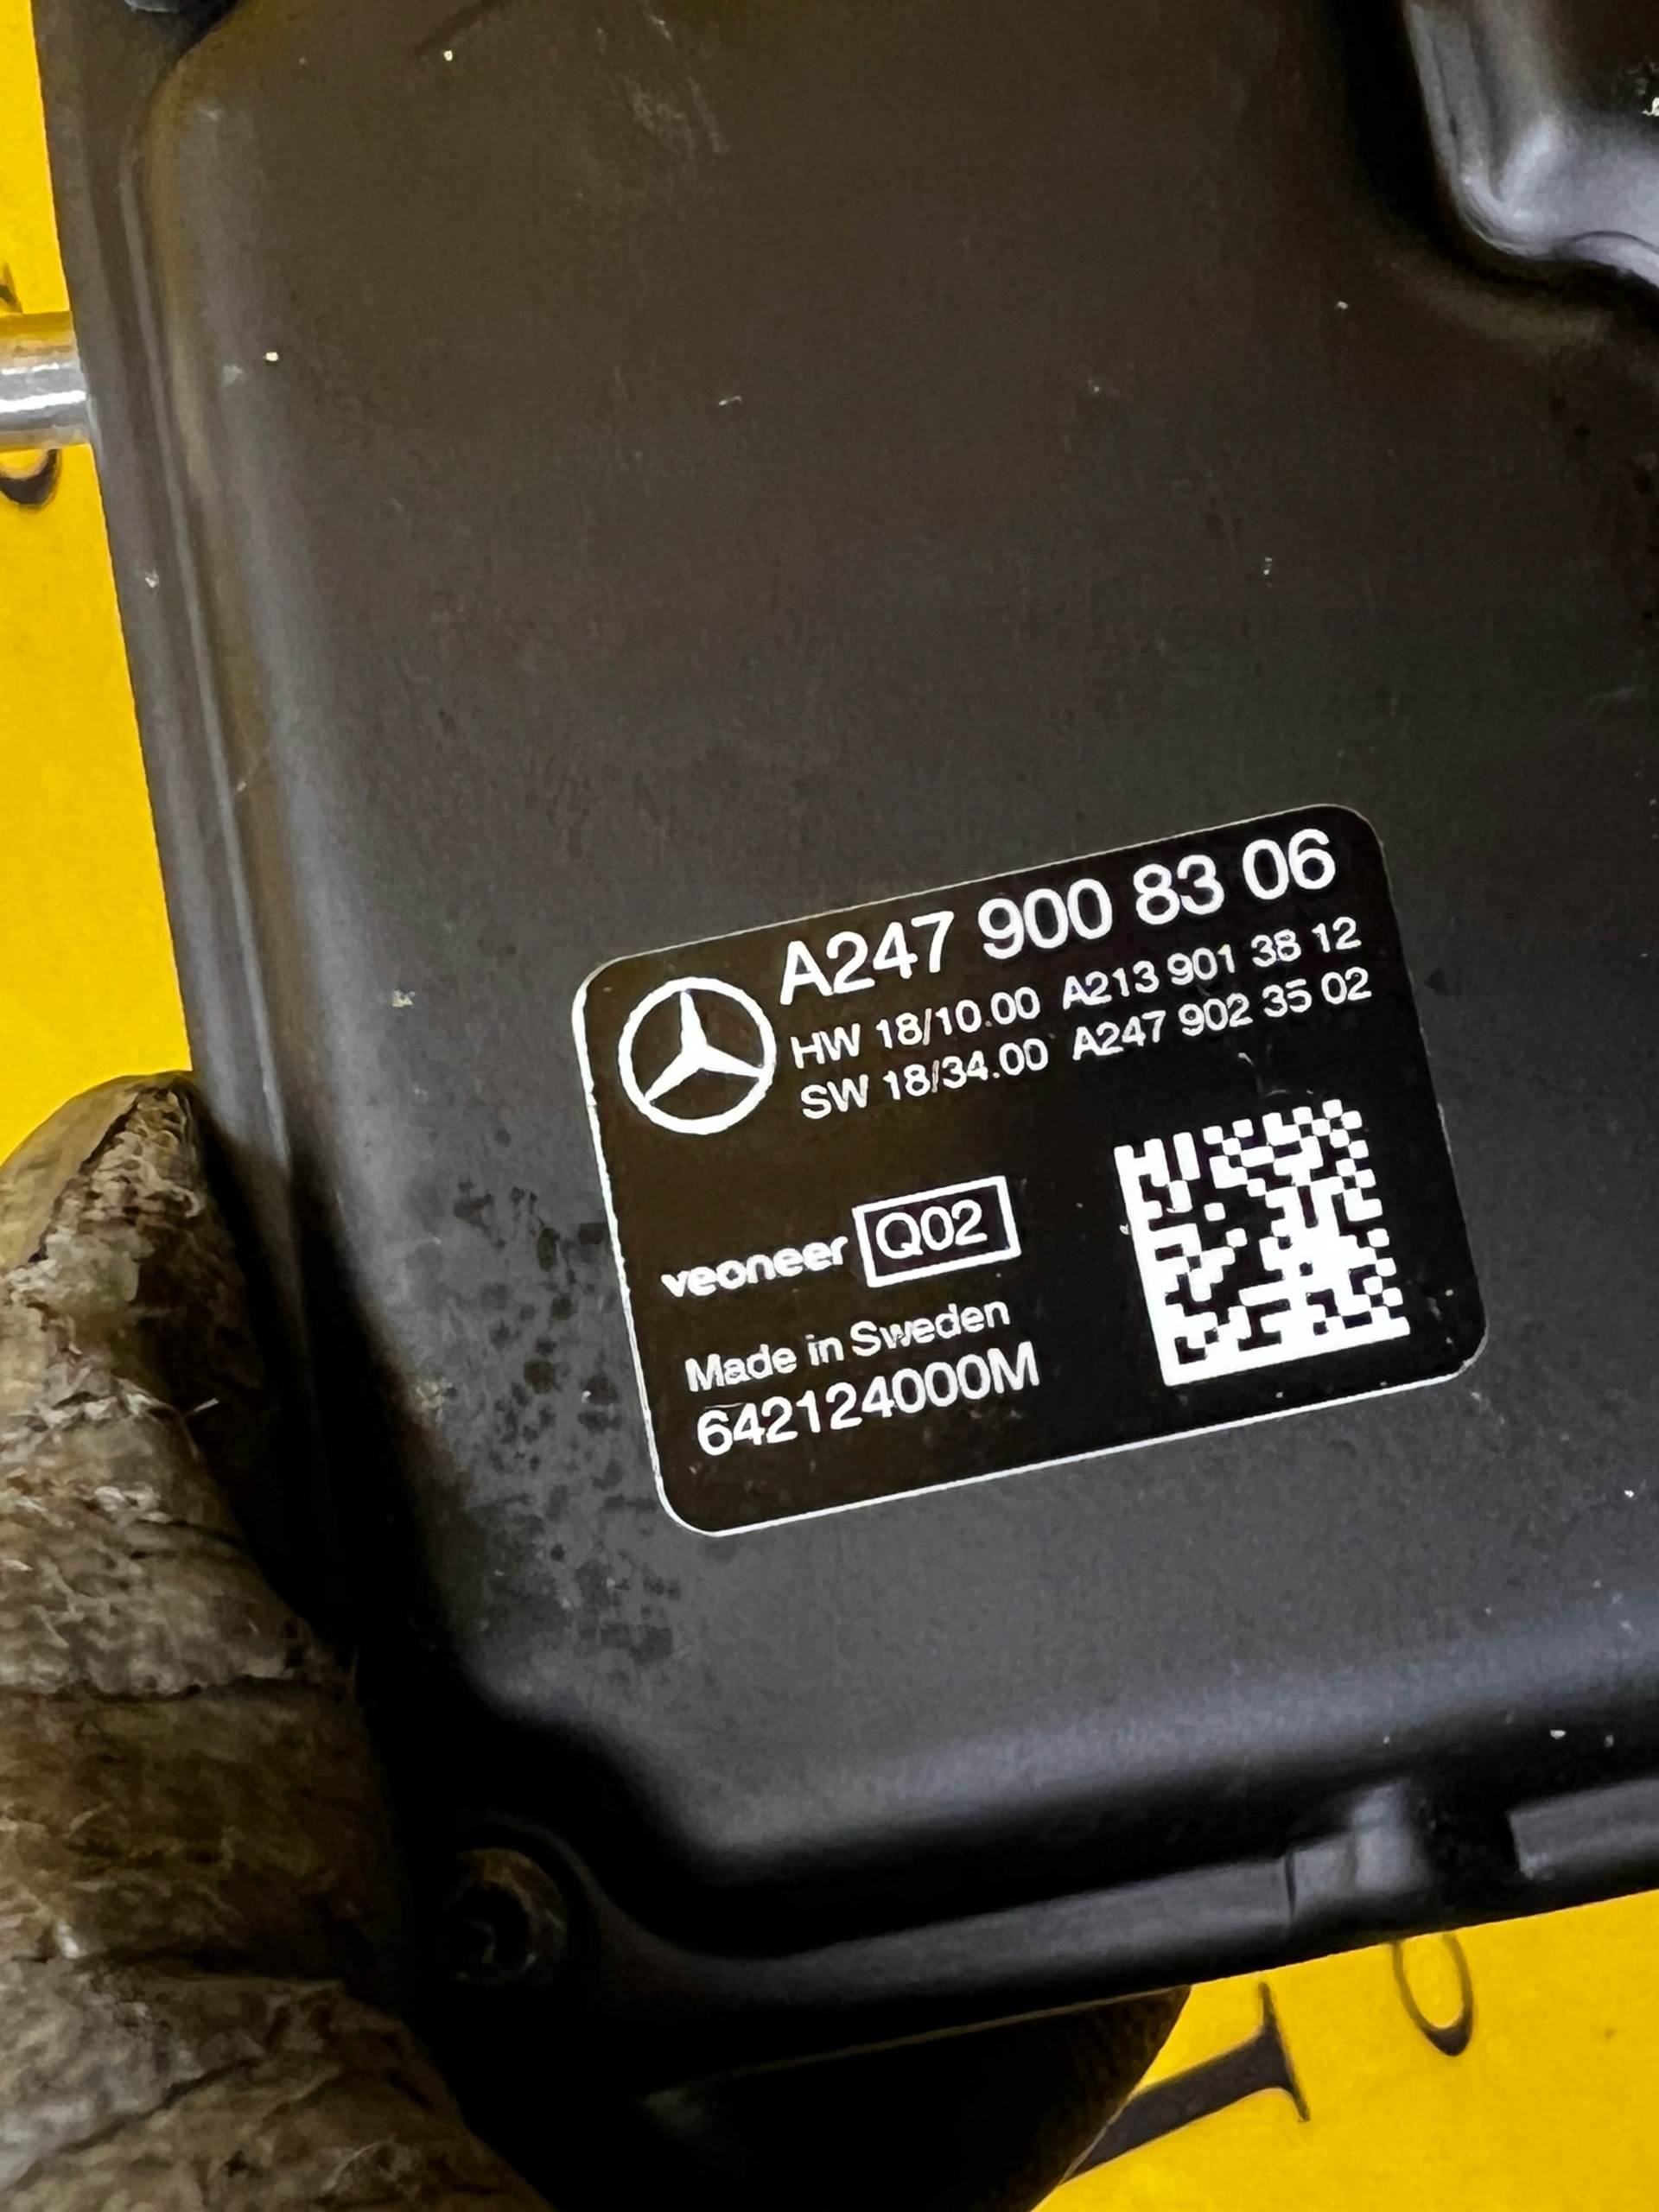 A247 900 83 06
HW 18/10.00 A213 901 38 12
SW 18/34.00 A247 902 35 02
veoneer Q02
Made in Sweden
642124000M